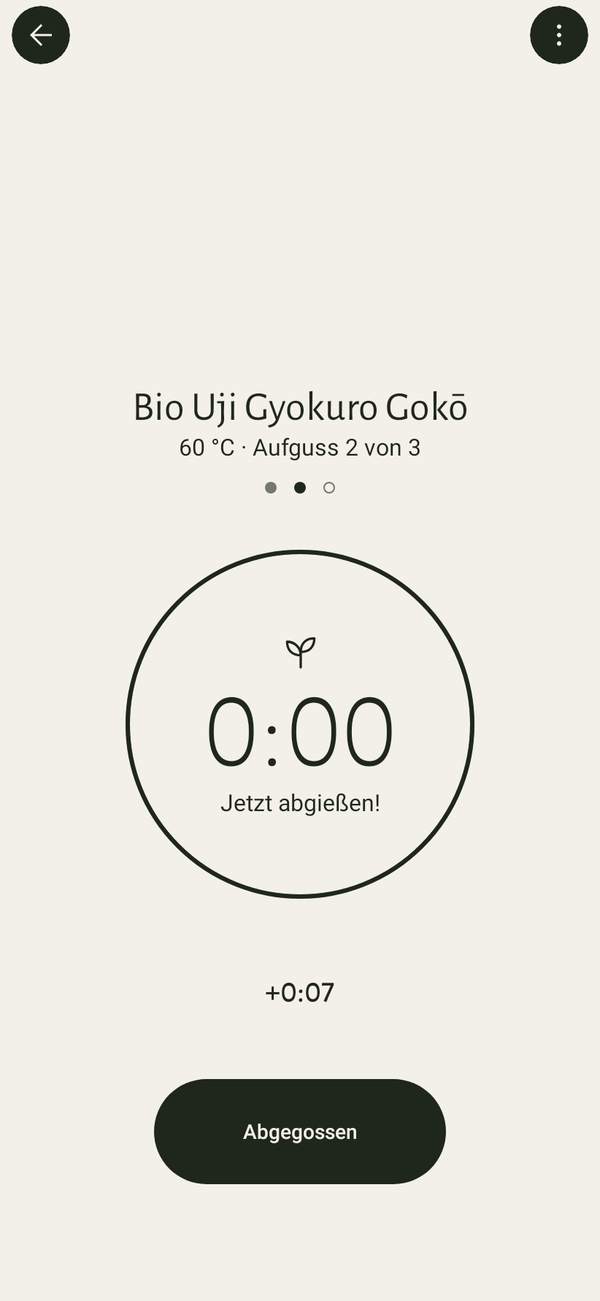 Bio Uji Gyokuro Gokō
60 °C · Aufguss 2 von 3
0:00
Jetzt abgießen!
+0:07
Abgegossen